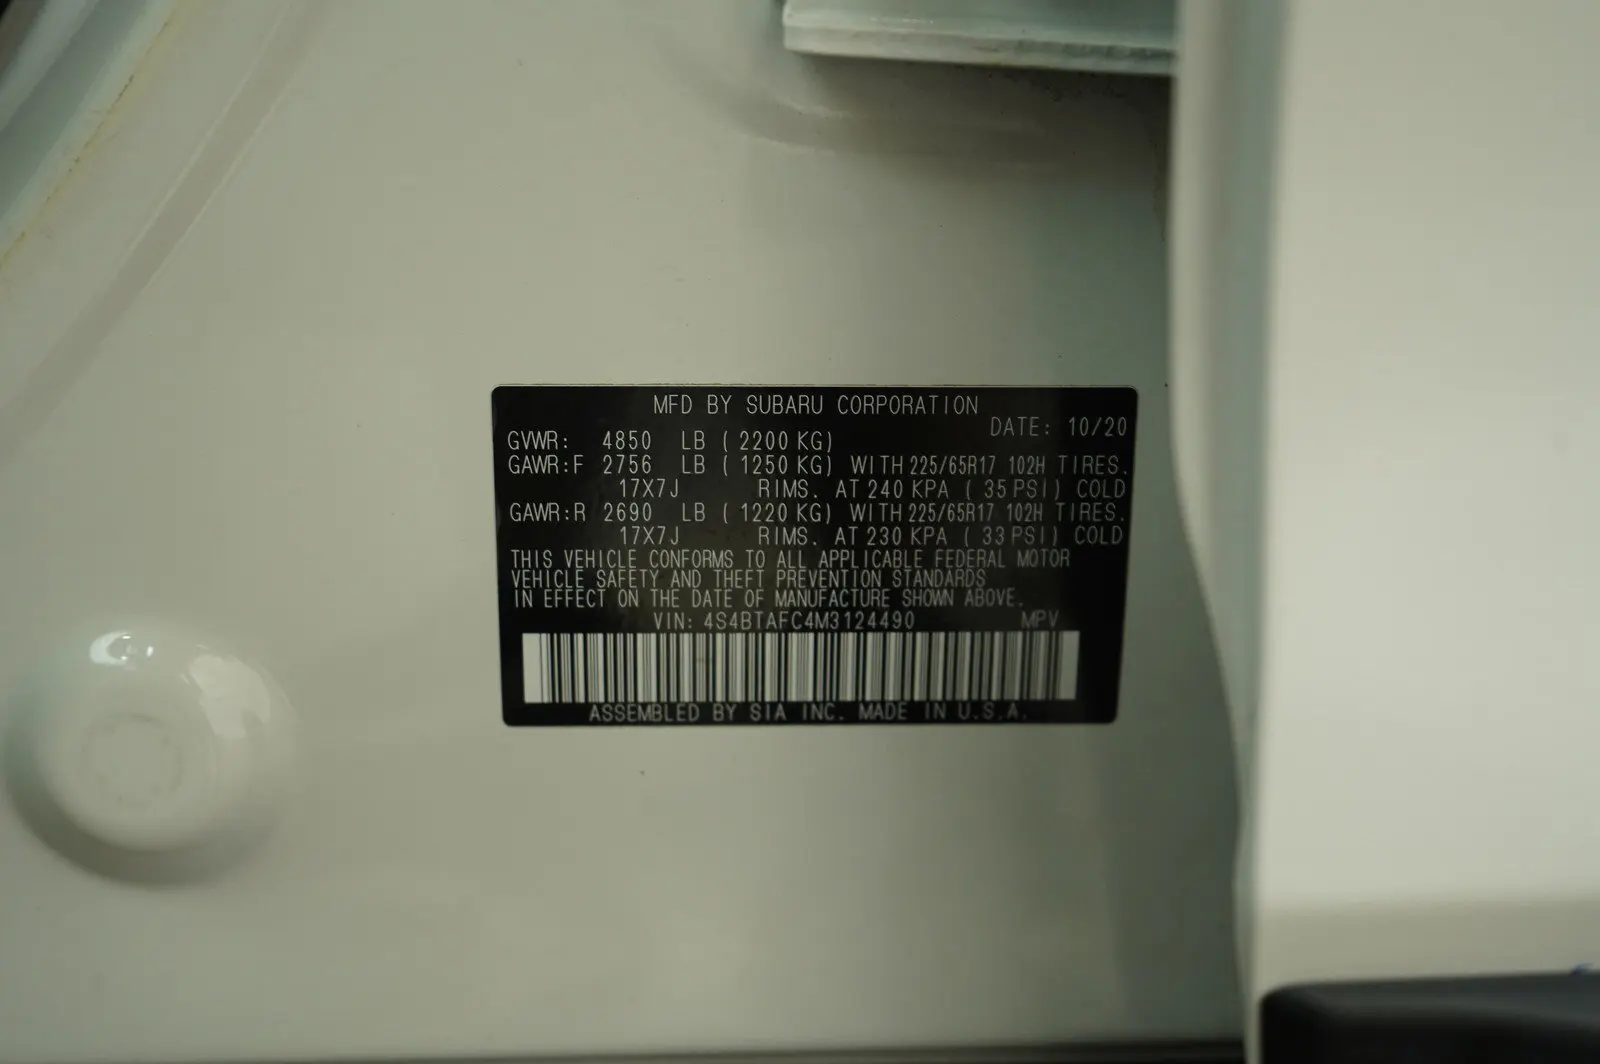 MFD BY SUBARU CORPORATION
DATE: 10/20
GVWR: 4850 LB (2200 KG)
GAWR:F 2756 LB (1250 KG) WITH 225/65R17 102H TIRES.
17X7J RIMS. AT 240 KPA (35 PSI) COLD
GAWR:R 2690 LB (1220 KG) WITH 225/65R17 102H TIRES.
17X7J RIMS. AT 230 KPA (33 PSI) COLD
THIS VEHICLE CONFORMS TO ALL APPLICABLE FEDERAL MOTOR
VEHICLE SAFETY AND THEFT PREVENTION STANDARDS
IN EFFECT ON THE DATE OF MANUFACTURE SHOWN ABOVE.
VIN: 4S4BTAFC4M3124490 MPV
ASSEMBLED BY SIA INC. MADE IN U.S.A.